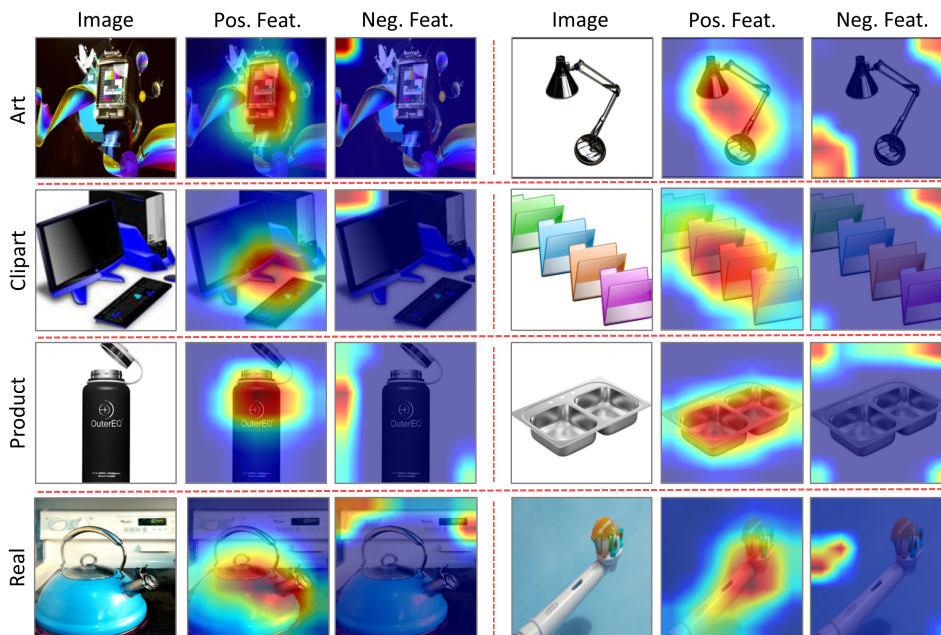 Image Pos. Feat. Neg. Feat. Image Pos. Feat. Neg. Feat.
Art
Clipart
Product
OuterEQ
OuterEQ
OuterEQ
Real